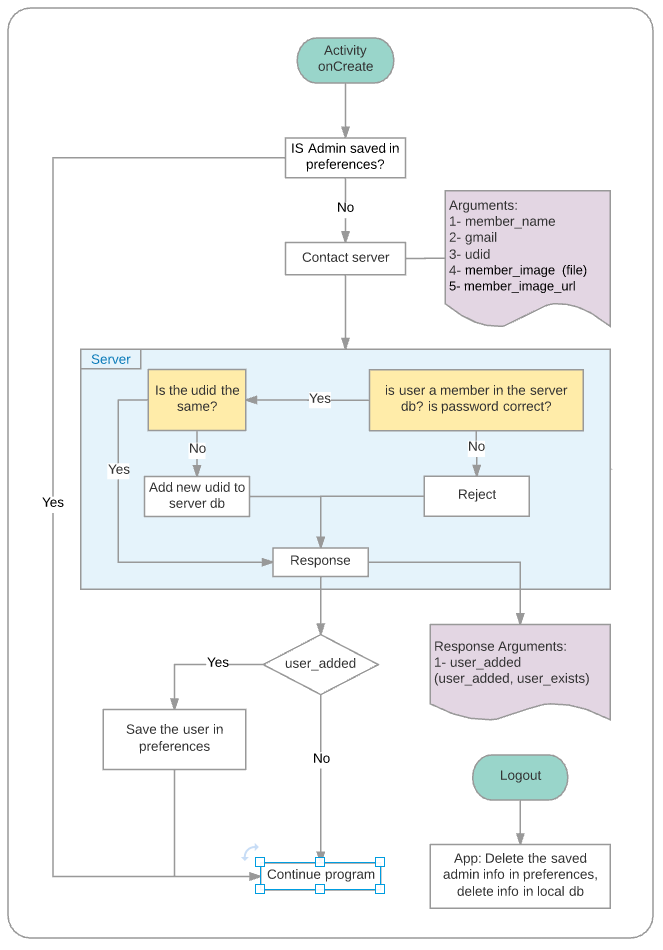 Activity
onCreate
IS Admin saved in
preferences?
No
Contact server
Arguments:
1- member_name
2- gmail
3- udid
4- member_image (file)
5- member_image_url
Server
Is the udid the
same?
Yes
is user a member in the server
db? is password correct?
No
No
Yes
Add new udid to
server db
Reject
Yes
Response
user_added
Yes
Response Arguments:
1- user_added
(user_added, user_exists)
Save the user in
preferences
No
Logout
Continue program
App: Delete the saved
admin info in preferences,
delete info in local db